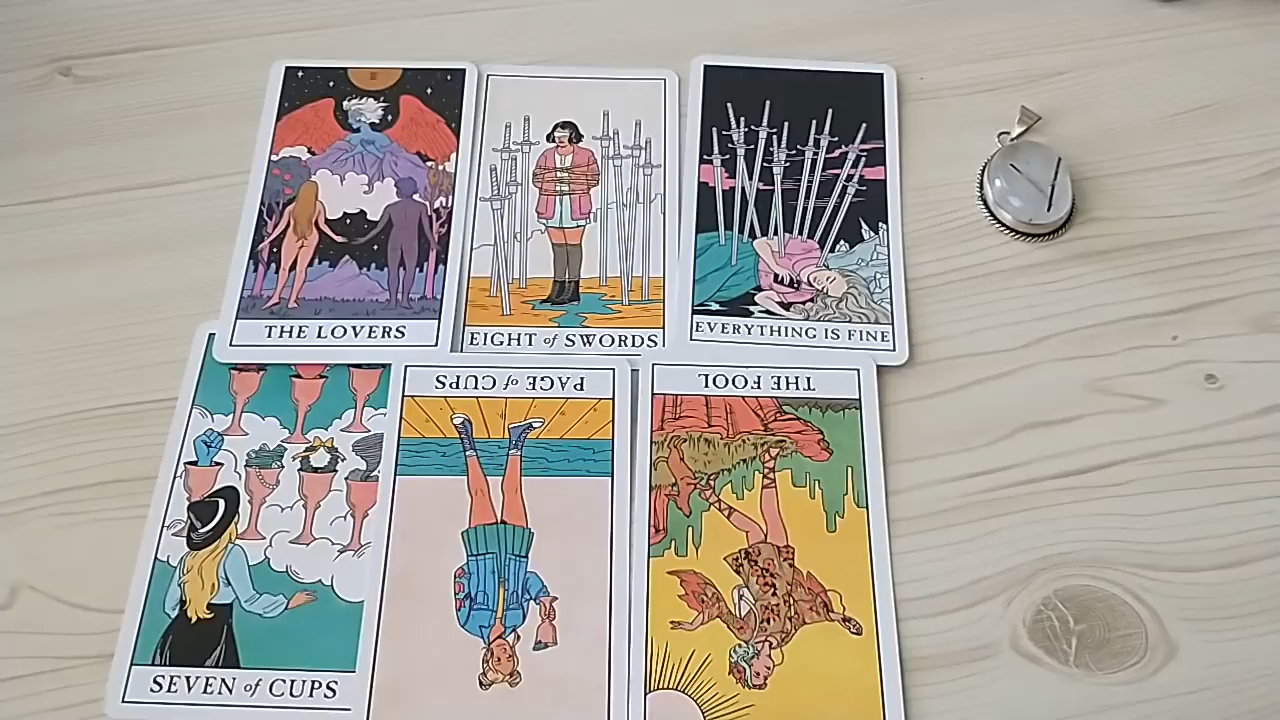 THE LOVERS
EIGHT of SWORDS
EVERYTHING IS FINE
PAGE of CUPS
THE FOOL
SEVEN of CUPS